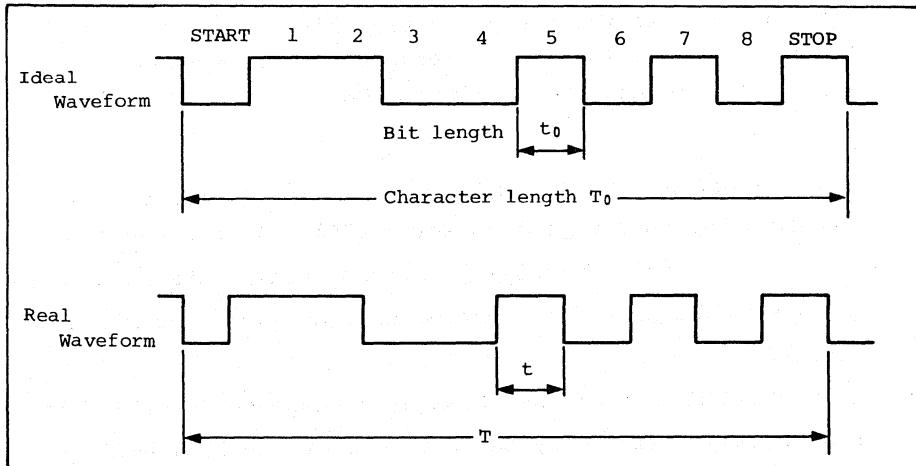 START 1 2 3 4 5 6 7 8 STOP
Ideal
Waveform
Bit length t₀
Character length T₀
Real
Waveform
t
T